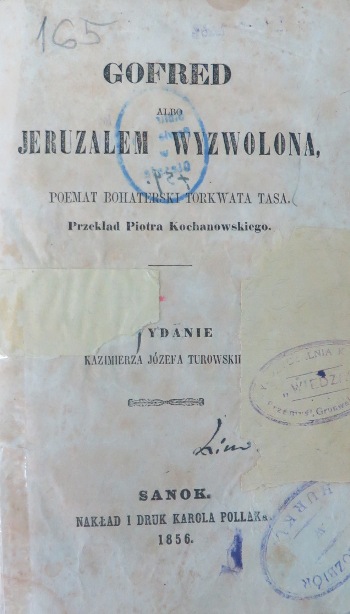 165
GOFRED
ALBO
JERUZALEM WYZWOLONA,
POEMAT BOHATERSKI TORKWATA TASA.
Przekład Piotra Kochanowskiego.
YDANIE
KAZIMIERZA JÓZEFA TUROWSKI
"WIEDZA"
SANOK.
NAKŁAD I DRUK KAROLA POLLAKA
1856.